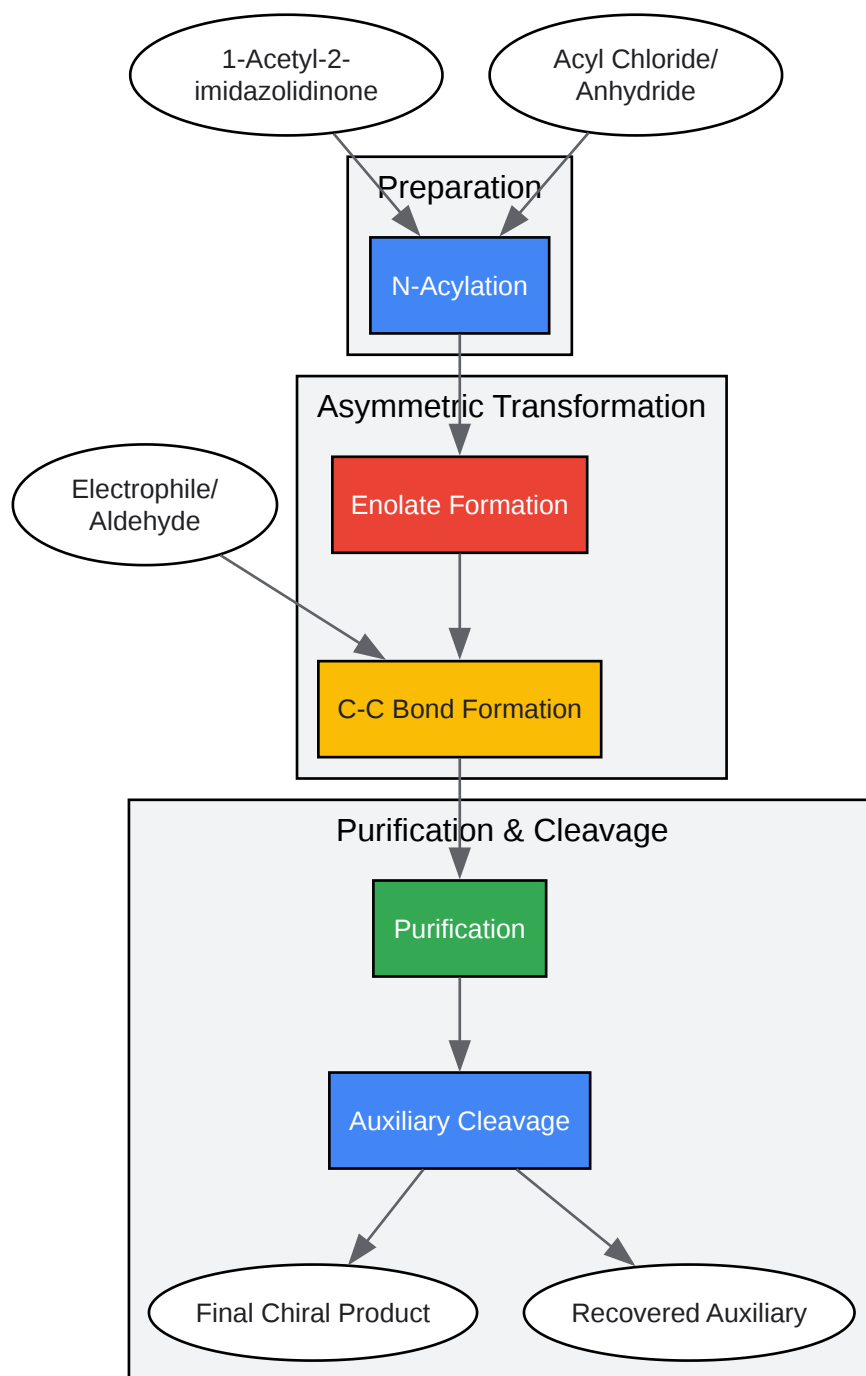 1-Acetyl-2-
imidazolidinone
Acyl Chloride/
Anhydride
Preparation
N-Acylation
Asymmetric Transformation
Enolate Formation
Electrophile/
Aldehyde
C-C Bond Formation
Purification & Cleavage
Purification
Auxiliary Cleavage
Final Chiral Product
Recovered Auxiliary